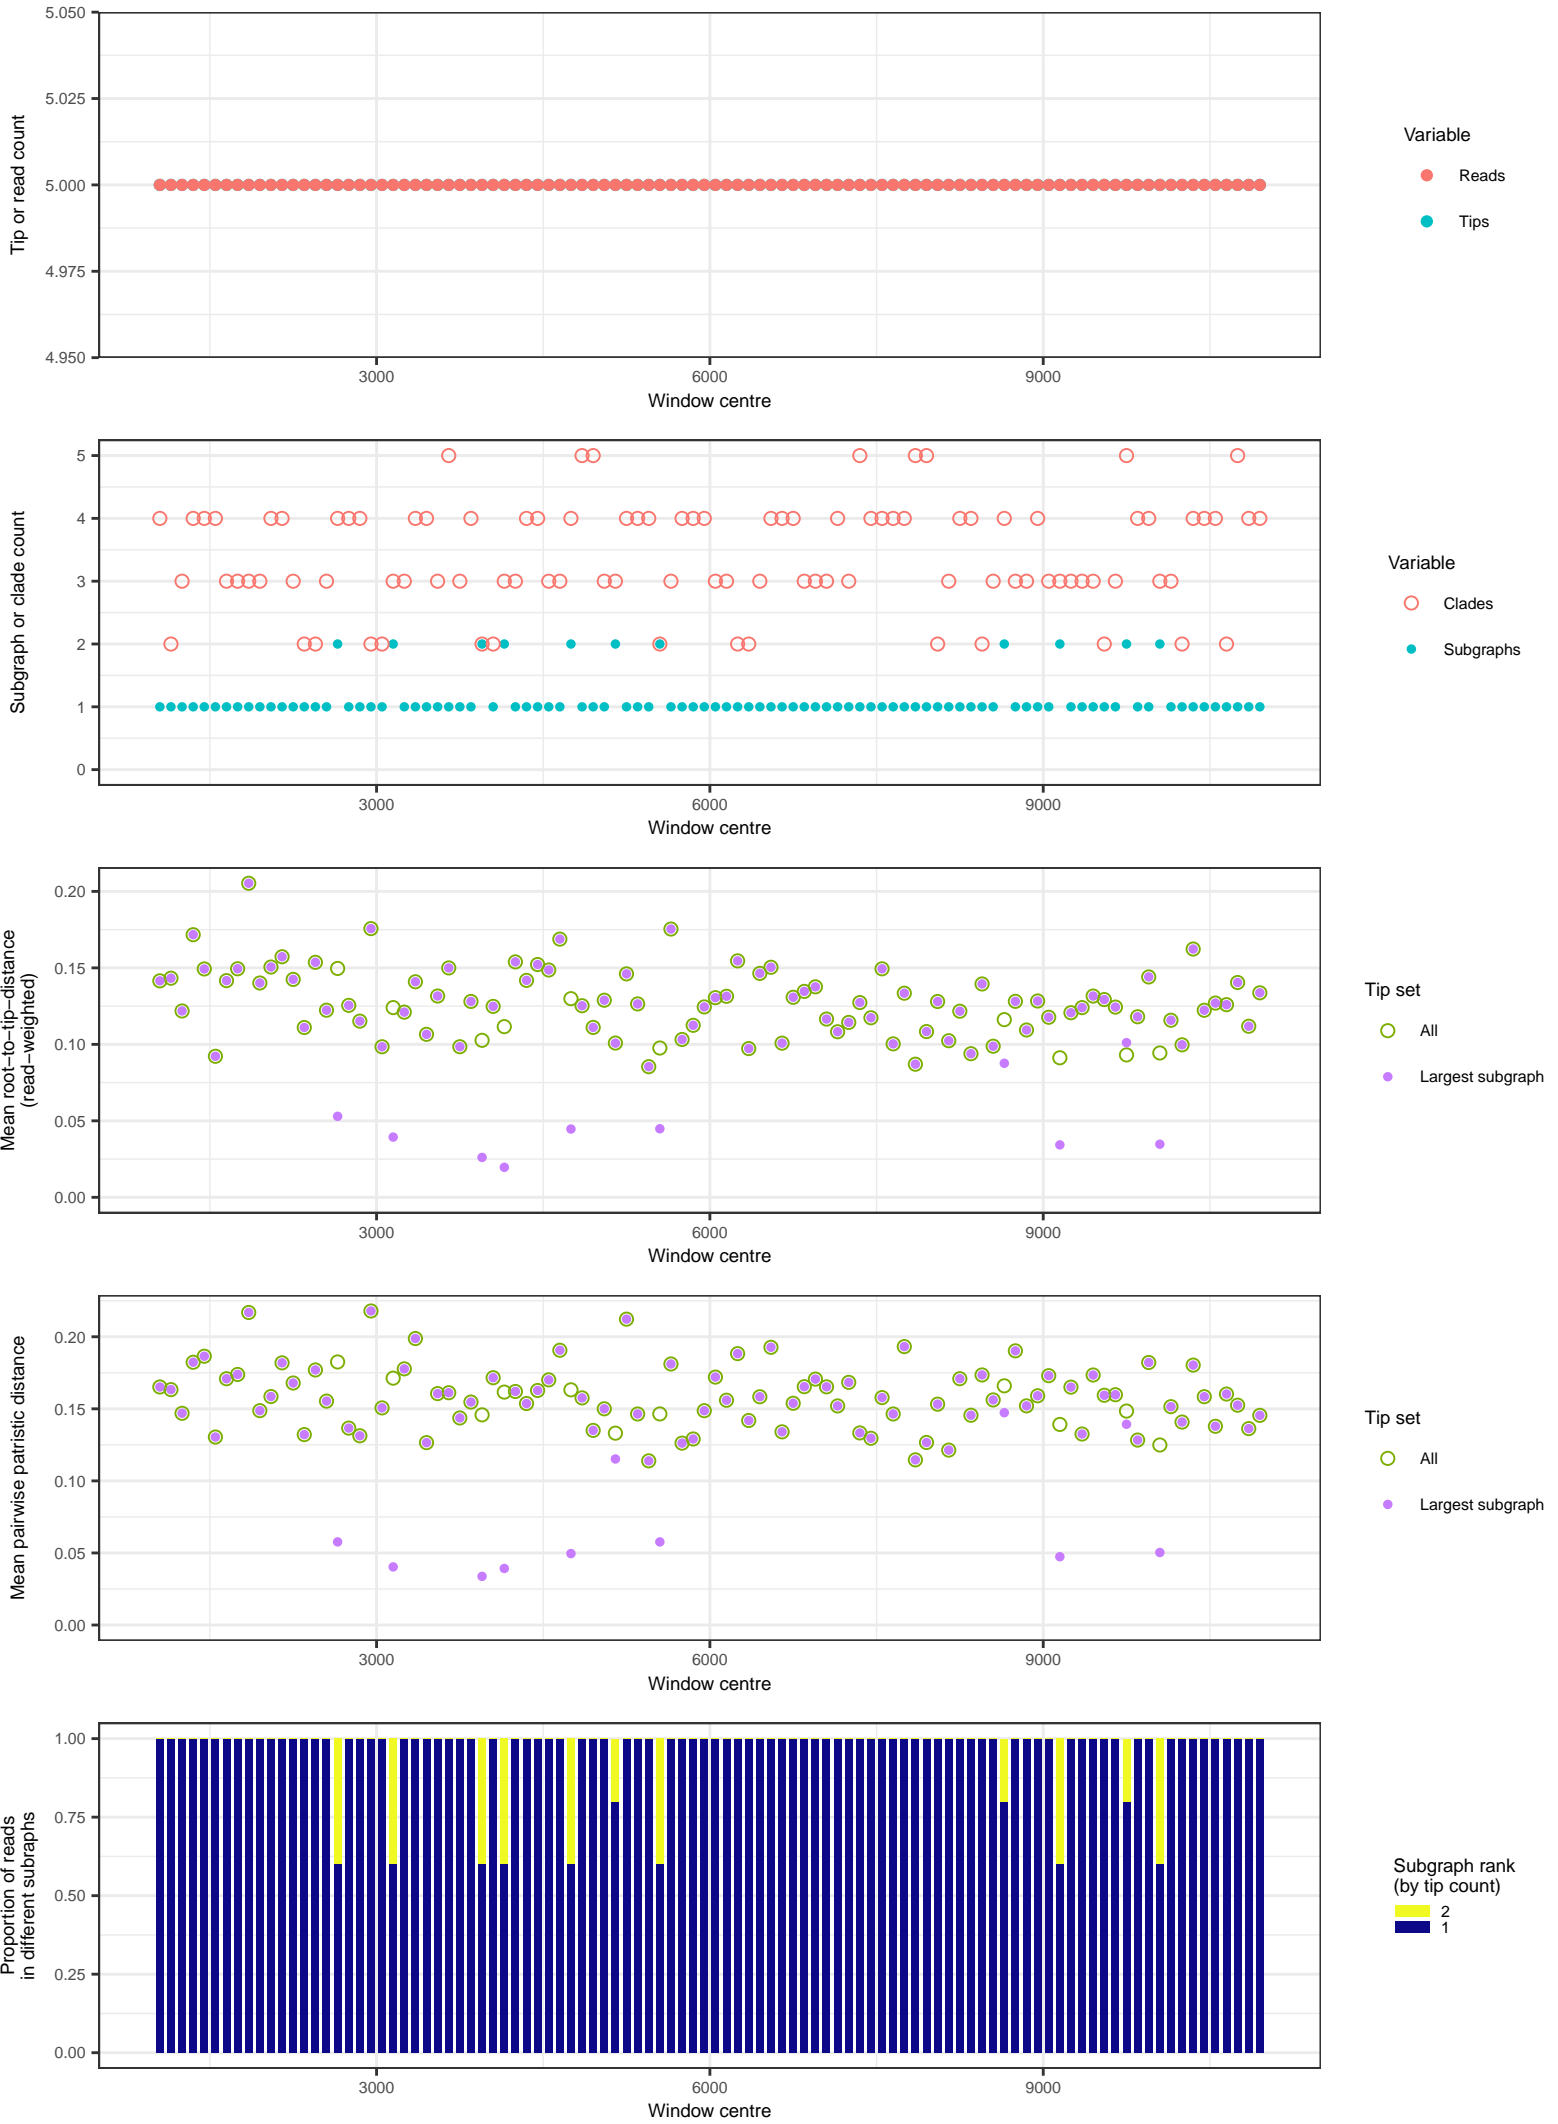 5.050
5.025
5.000
4.975
4.950
Tip or read count
3000
6000
9000
Window centre
Variable
Reads
Tips
5
4
3
2
1
0
Subgraph or clade count
3000
6000
9000
Window centre
Variable
Clades
Subgraphs
0.20
0.15
0.10
0.05
0.00
Mean root−to−tip−distance
(read−weighted)
3000
6000
9000
Window centre
Tip set
All
Largest subgraph
0.20
0.15
0.10
0.05
0.00
Mean pairwise patristic distance
3000
6000
9000
Window centre
Tip set
All
Largest subgraph
1.00
0.75
0.50
0.25
0.00
Proportion of reads
in different subraphs
3000
6000
9000
Window centre
Subgraph rank
(by tip count)
2
1